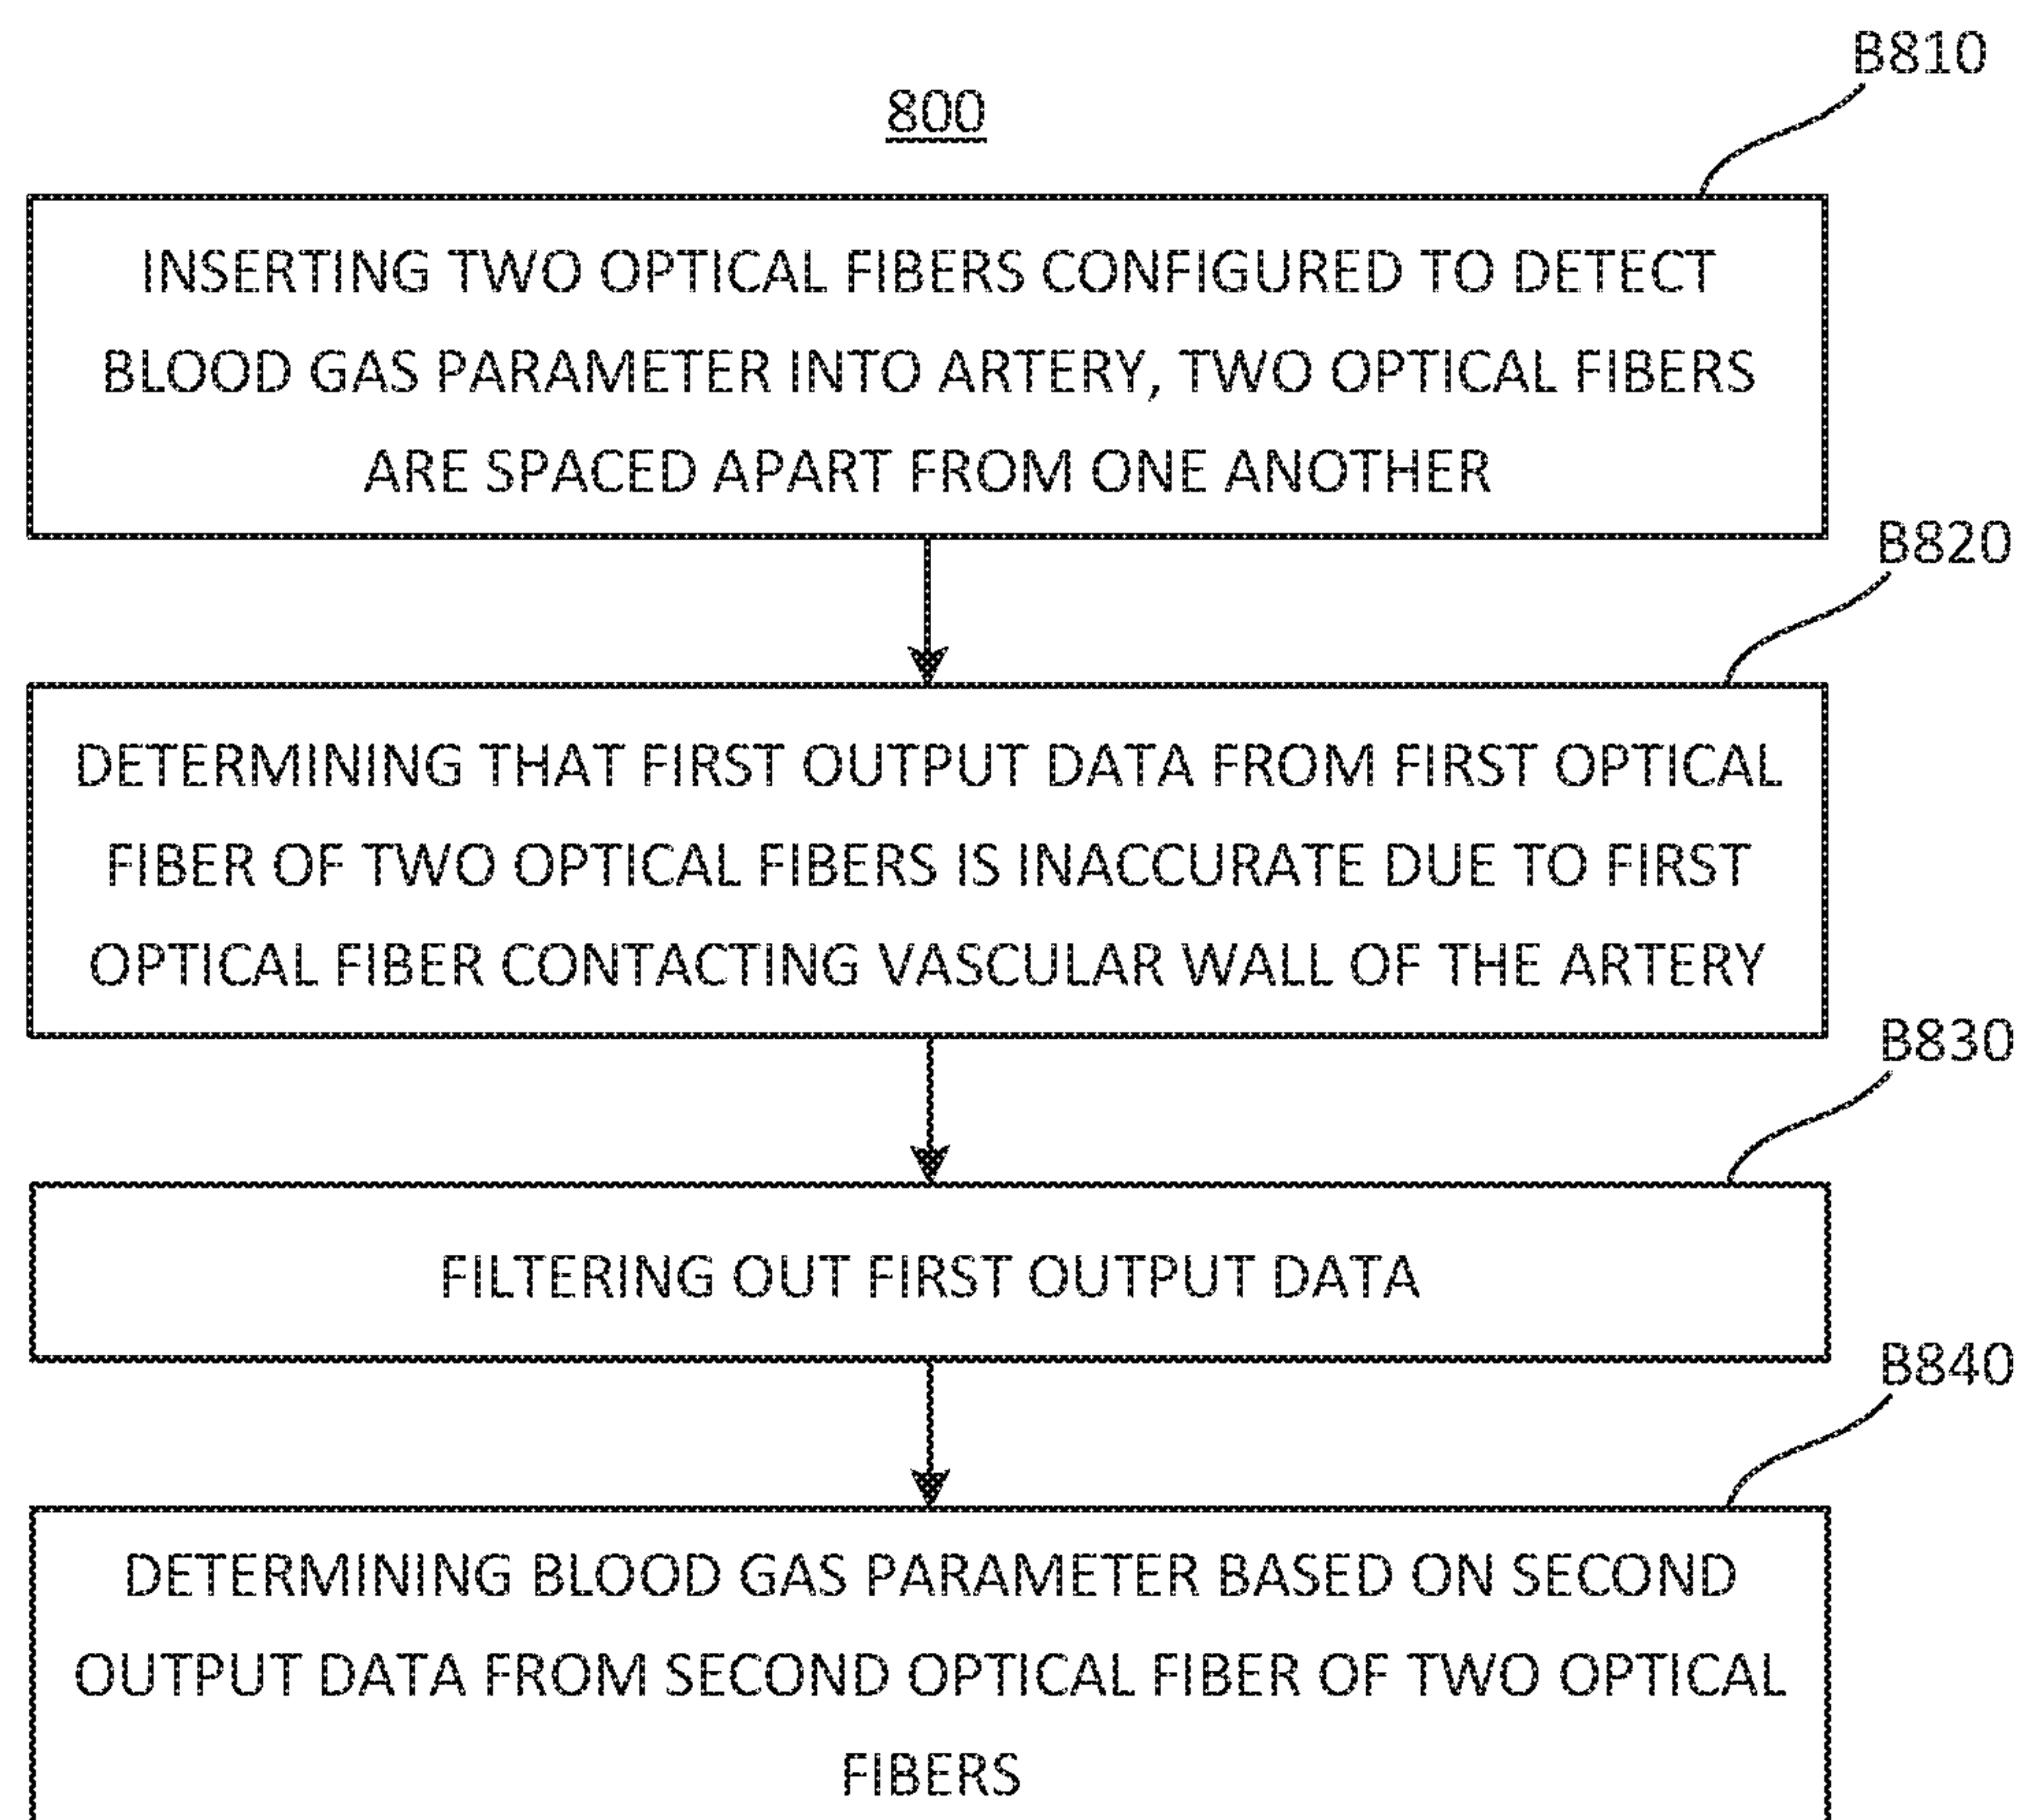 B810
800
INSERTING TWO OPTICAL FIBERS CONFIGURED TO DETECT
BLOOD GAS PARAMETER INTO ARTERY, TWO OPTICAL FIBERS
ARE SPACED APART FROM ONE ANOTHER
B820
DETERMINING THAT FIRST OUTPUT DATA FROM FIRST OPTICAL
FIBER OF TWO OPTICAL FIBERS IS INACCURATE DUE TO FIRST
OPTICAL FIBER CONTACTING VASCULAR WALL OF THE ARTERY
B830
FILTERING OUT FIRST OUTPUT DATA
B840
DETERMINING BLOOD GAS PARAMETER BASED ON SECOND
OUTPUT DATA FROM SECOND OPTICAL FIBER OF TWO OPTICAL
FIBERS